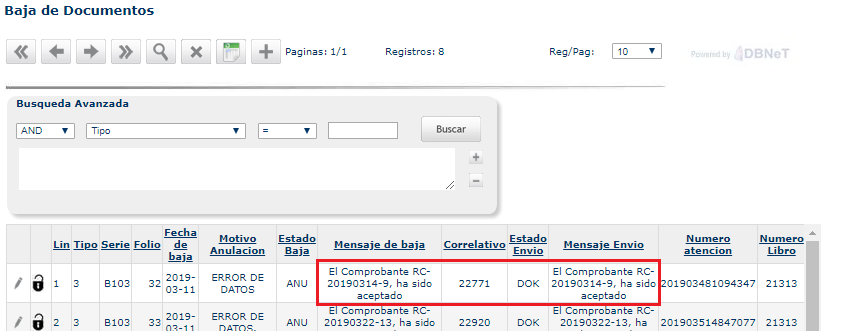 Baja de Documentos
Paginas: 1/1 Registros: 8 Reg/Pag: 10 Powered by DBNeT
Busqueda Avanzada
AND Tipo = Buscar
Lin Tipo Serie Folio Fecha de baja Motivo Anulacion Estado Baja Mensaje de baja Correlativo Estado Envio Mensaje Envio Numero atencion Numero Libro
1 3 B103 32 2019-03-11 ERROR DE DATOS ANU El Comprobante RC-20190314-9, ha sido aceptado 22771 DOK El Comprobante RC-20190314-9, ha sido aceptado 201903481094347 21313
2 3 B103 33 2019-03-11 ERROR DE DATOS. ANU El Comprobante RC-20190322-13, ha sido 22920 DOK El Comprobante RC-20190322-13, ha 201903514847077 21313